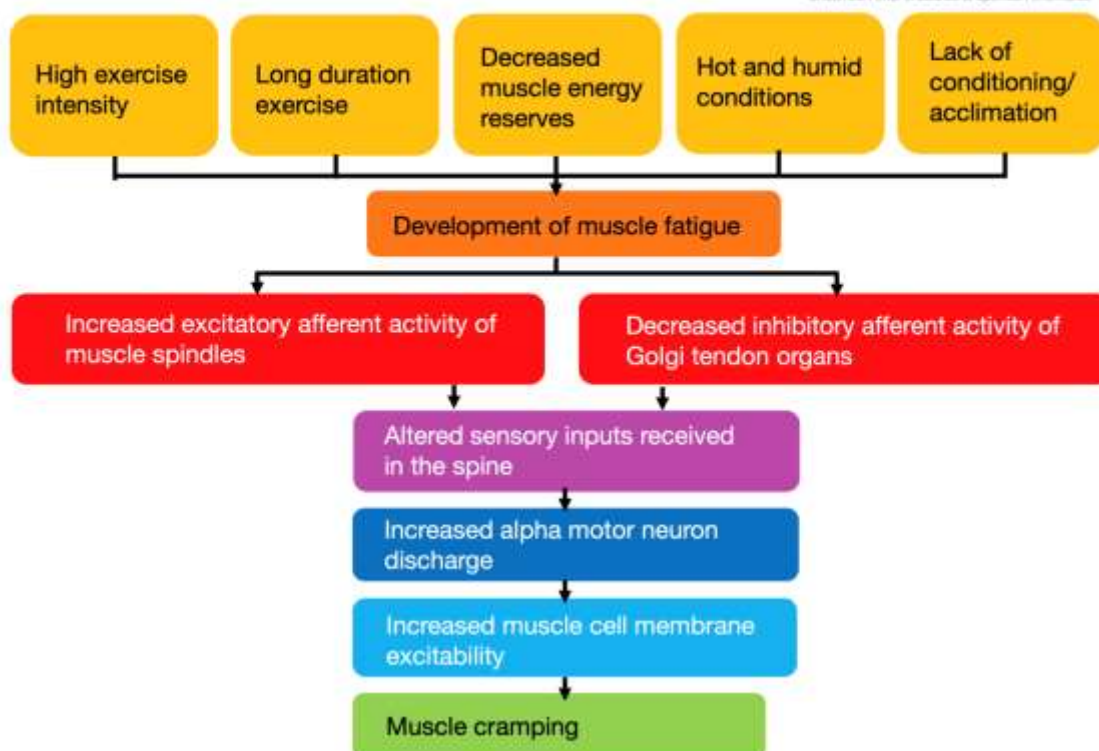 High exercise
intensity
Long duration
exercise
Decreased
muscle energy
reserves
Hot and humid
conditions
Lack of
conditioning/
acclimation
Development of muscle fatigue
Increased excitatory afferent activity of
muscle spindles
Decreased inhibitory afferent activity of
Golgi tendon organs
Altered sensory inputs received
in the spine
Increased alpha motor neuron
discharge
Increased muscle cell membrane
excitability
Muscle cramping